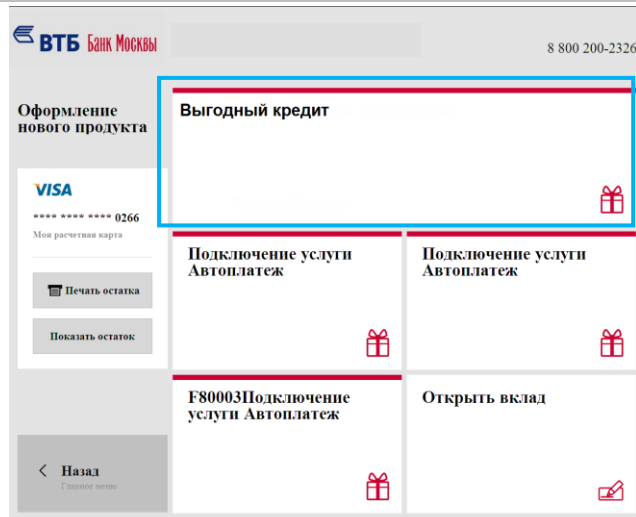 ВТБ Банк Москвы
8 800 200-2326
Оформление
нового продукта
Выгодный кредит
VISA
**** **** **** 0266
Моя расчетная карта
Печать остатка
Показать остаток
Подключение услуги
Автоплатеж
Подключение услуги
Автоплатеж
F80003Подключение
услуги Автоплатеж
Открыть вклад
Назад
Главное меню